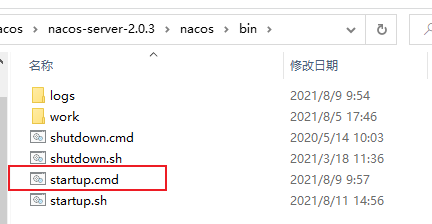 acos > nacos-server-2.0.3 > nacos > bin >
名称 修改日期
logs 2021/8/9 9:54
work 2021/8/5 17:46
shutdown.cmd 2020/5/14 10:03
shutdown.sh 2021/3/18 11:36
startup.cmd 2021/8/9 9:57
startup.sh 2021/8/11 14:56